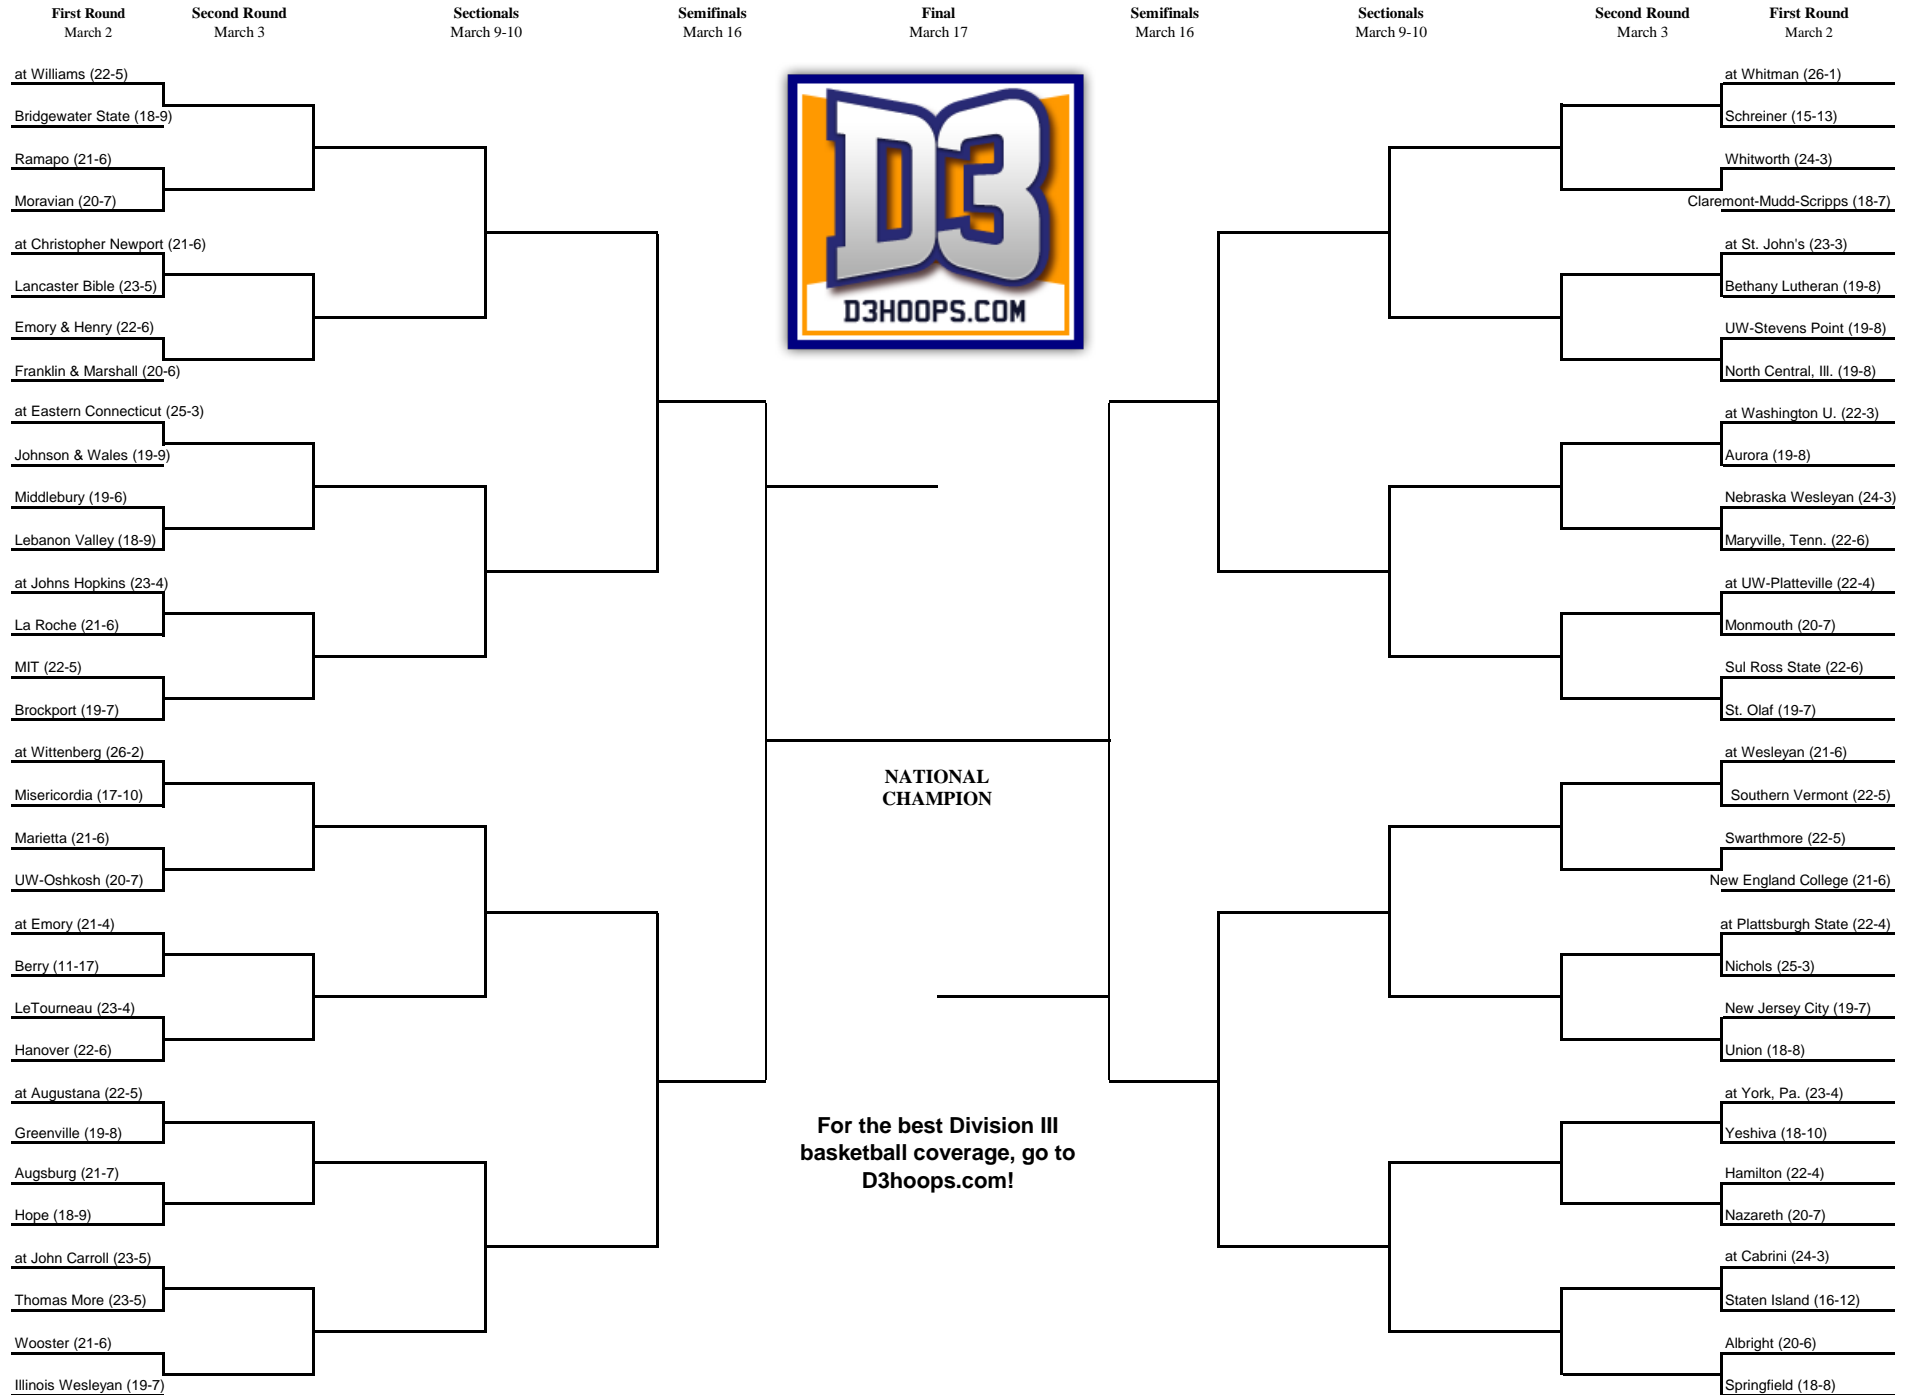 First Round
March 2
Second Round
March 3
Sectionals
March 9-10
Semifinals
March 16
Final
March 17
Semifinals
March 16
Sectionals
March 9-10
Second Round
March 3
First Round
March 2
at Williams (22-5)
Bridgewater State (18-9)
Ramapo (21-6)
Moravian (20-7)
at Christopher Newport (21-6)
Lancaster Bible (23-5)
Emory & Henry (22-6)
Franklin & Marshall (20-6)
at Eastern Connecticut (25-3)
Johnson & Wales (19-9)
Middlebury (19-6)
Lebanon Valley (18-9)
at Johns Hopkins (23-4)
La Roche (21-6)
MIT (22-5)
Brockport (19-7)
at Wittenberg (26-2)
Misericordia (17-10)
Marietta (21-6)
UW-Oshkosh (20-7)
at Emory (21-4)
Berry (11-17)
LeTourneau (23-4)
Hanover (22-6)
at Augustana (22-5)
Greenville (19-8)
Augsburg (21-7)
Hope (18-9)
at John Carroll (23-5)
Thomas More (23-5)
Wooster (21-6)
Illinois Wesleyan (19-7)
D3
D3HOOPS.COM
NATIONAL
CHAMPION
For the best Division III
basketball coverage, go to
D3hoops.com!
at Whitman (26-1)
Schreiner (15-13)
Whitworth (24-3)
Claremont-Mudd-Scripps (18-7)
at St. John's (23-3)
Bethany Lutheran (19-8)
UW-Stevens Point (19-8)
North Central, Ill. (19-8)
at Washington U. (22-3)
Aurora (19-8)
Nebraska Wesleyan (24-3)
Maryville, Tenn. (22-6)
at UW-Platteville (22-4)
Monmouth (20-7)
Sul Ross State (22-6)
St. Olaf (19-7)
at Wesleyan (21-6)
Southern Vermont (22-5)
Swarthmore (22-5)
New England College (21-6)
at Plattsburgh State (22-4)
Nichols (25-3)
New Jersey City (19-7)
Union (18-8)
at York, Pa. (23-4)
Yeshiva (18-10)
Hamilton (22-4)
Nazareth (20-7)
at Cabrini (24-3)
Staten Island (16-12)
Albright (20-6)
Springfield (18-8)